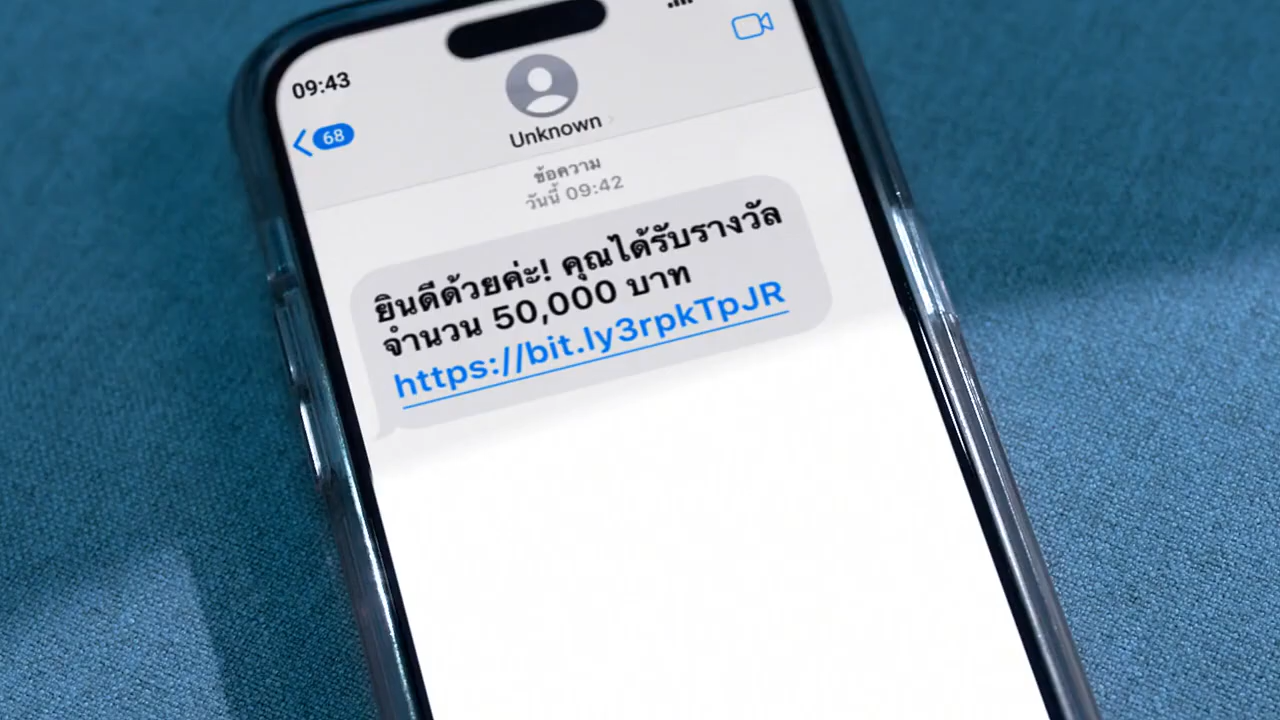 09:43
68
Unknown
ข้อความ
วันนี้ 09:42
ยินดีด้วยค่ะ! คุณได้รับรางวัล
จำนวน 50,000 บาท
https://bit.ly3rpkTpJR